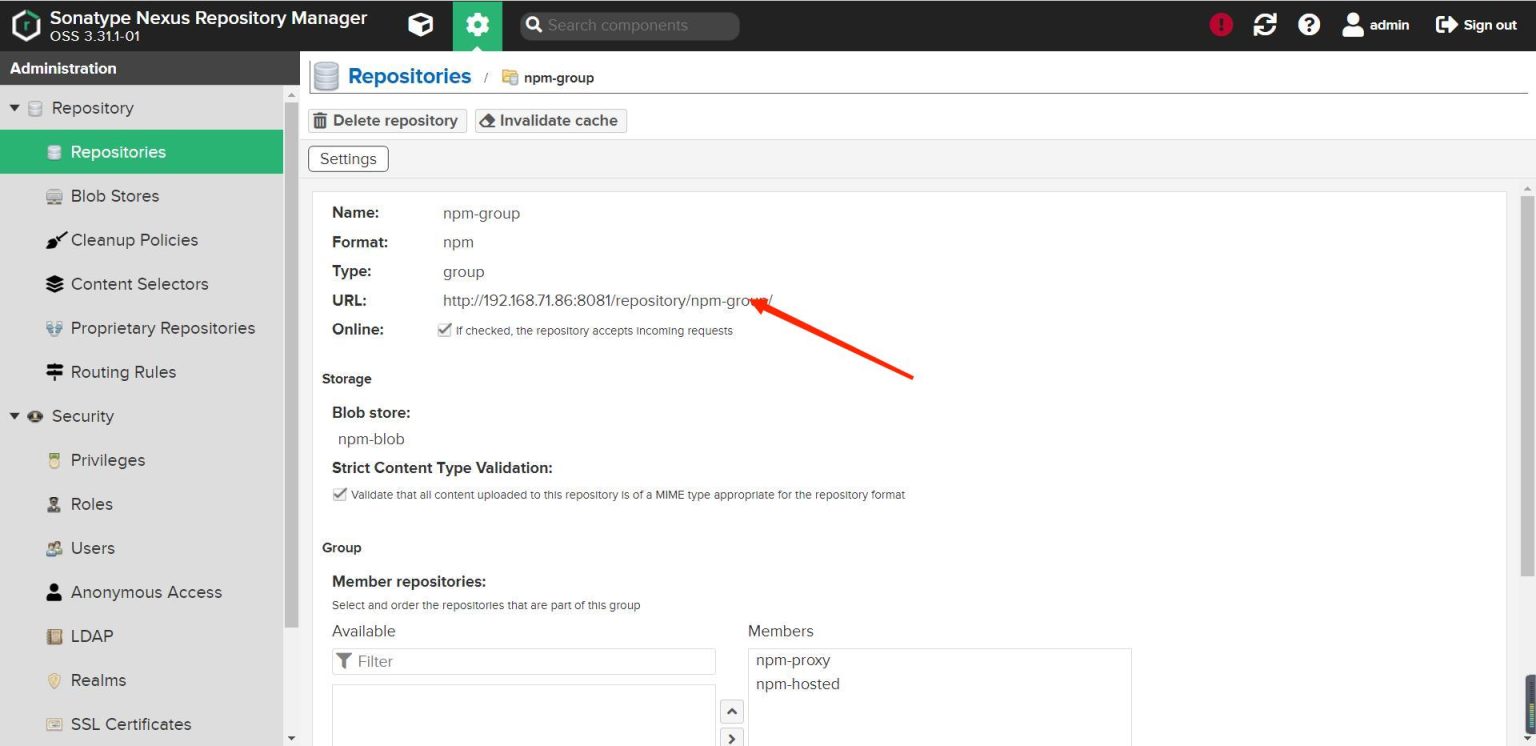 Sonatype Nexus Repository Manager
OSS 3.31.1-01
Search components
admin
Sign out
Administration
Repository
Repositories
Blob Stores
Cleanup Policies
Content Selectors
Proprietary Repositories
Routing Rules
Security
Privileges
Roles
Users
Anonymous Access
LDAP
Realms
SSL Certificates
Repositories / npm-group
Delete repository
Invalidate cache
Settings
Name: npm-group
Format: npm
Type: group
URL: http://192.168.71.86:8081/repository/npm-group/
Online: If checked, the repository accepts incoming requests
Storage
Blob store:
npm-blob
Strict Content Type Validation:
Validate that all content uploaded to this repository is of a MIME type appropriate for the repository format
Group
Member repositories:
Select and order the repositories that are part of this group
Available
Filter
Members
npm-proxy
npm-hosted